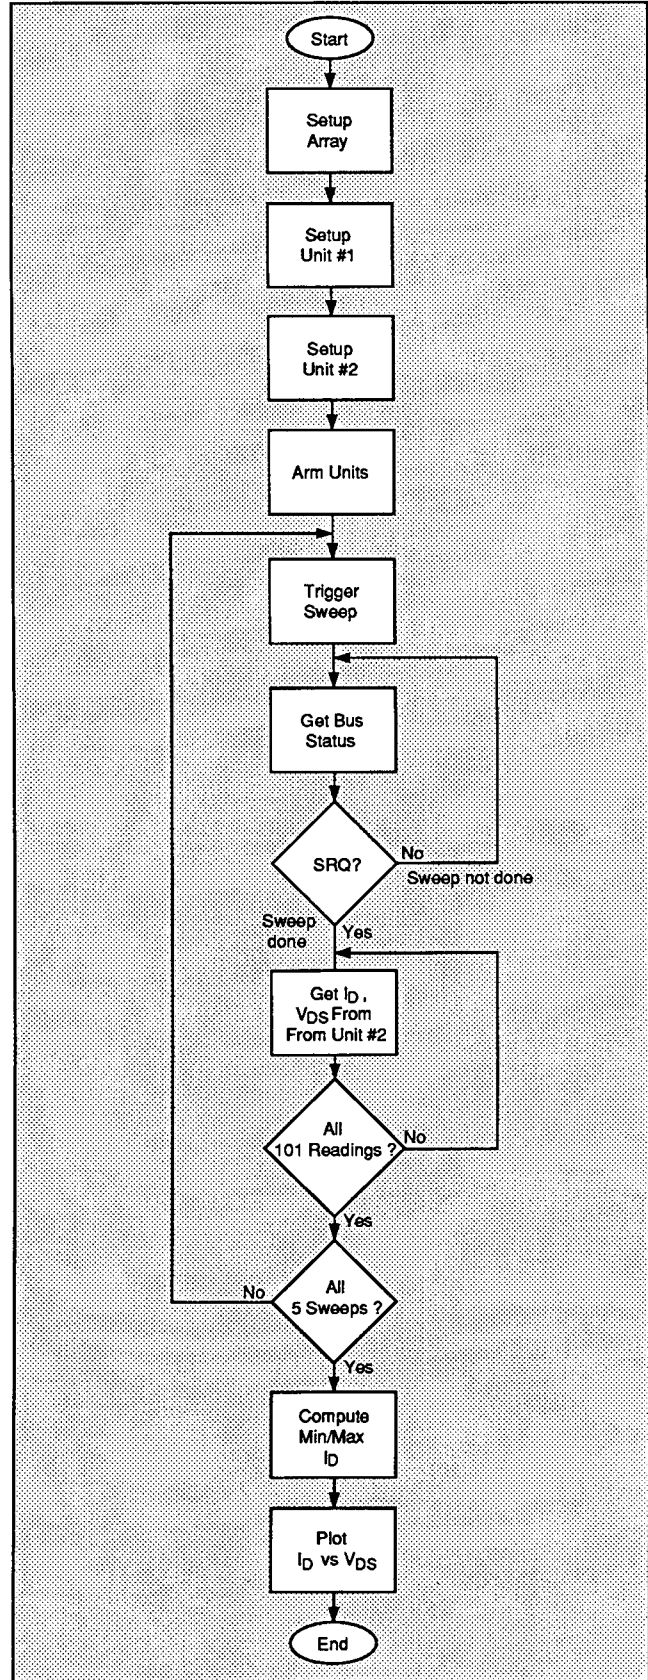 Start
Setup
Array
Setup
Unit #1
Setup
Unit #2
Arm Units
Trigger
Sweep
Get Bus
Status
SRQ?
No
Sweep not done
Sweep
done
Yes
Get ID ,
VDS From
From Unit #2
All
101 Readings ?
No
Yes
All
5 Sweeps ?
No
Yes
Compute
Min/Max
ID
Plot
ID vs VDS
End